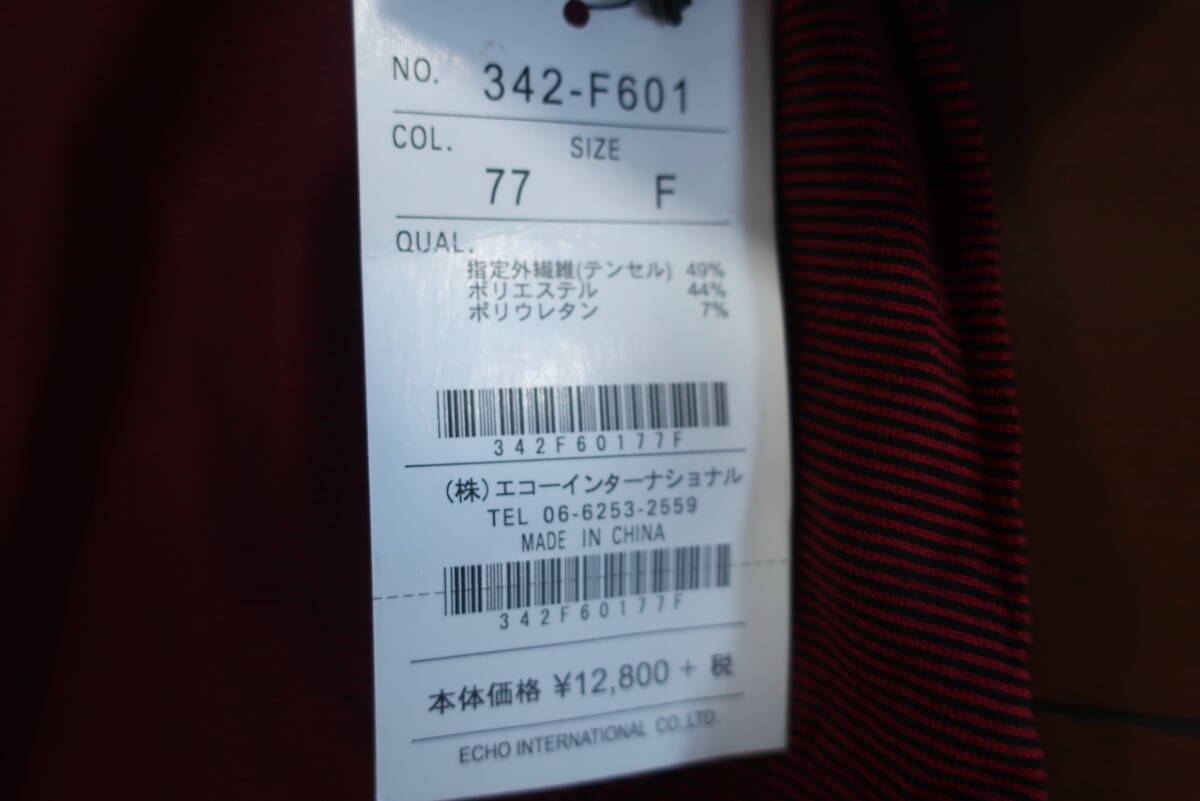 NO. 342-F601
COL. SIZE
77 F
QUAL.
指定外繊維(テンセル) 49%
ポリエステル 44%
ポリウレタン 7%
342F60177F
(株)エコーインターナショナル
TEL 06-6253-2559
MADE IN CHINA
342F60177F
本体価格 ¥12,800 + 税
ECHO INTERNATIONAL CO.,LTD.